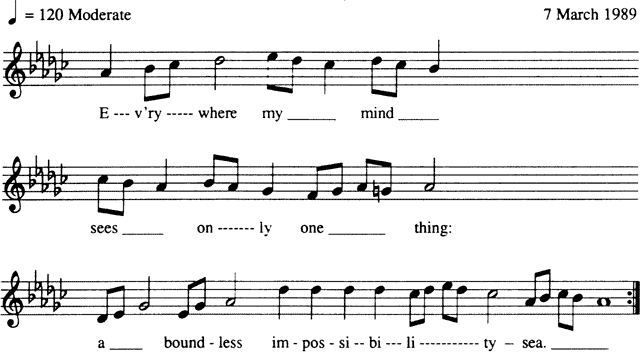 ♩ = 120 Moderate 7 March 1989
E --- v'ry ----- where my ______ mind _____
sees _____ on ------- ly one _______ thing:
a ____ bound - less im - pos - si -- bi --- li ----------- ty – sea. _______